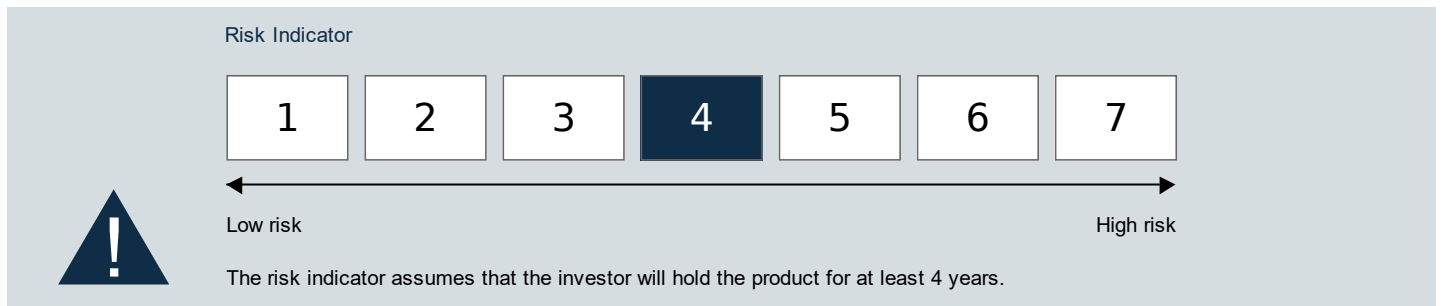 Risk Indicator
1 2 3 4 5 6 7
Low risk High risk
!
The risk indicator assumes that the investor will hold the product for at least 4 years.